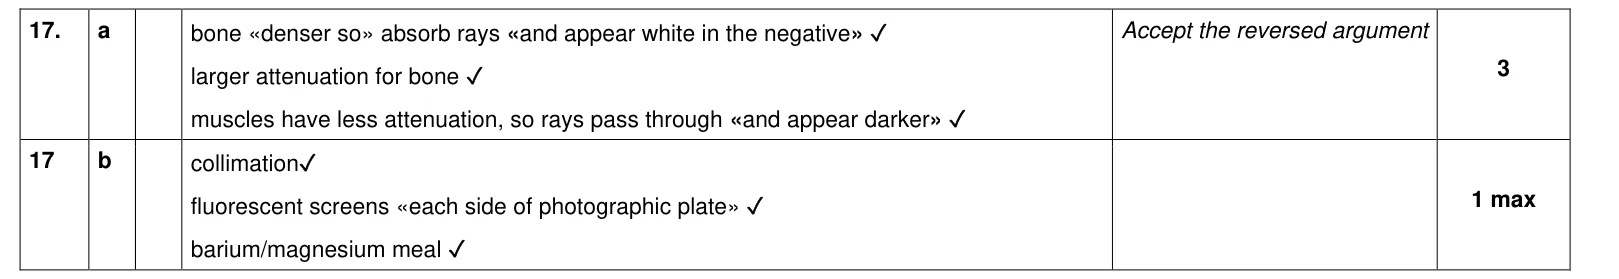 17. a bone «denser so» absorb rays «and appear white in the negative» ✓ Accept the reversed argument
larger attenuation for bone ✓
3
muscles have less attenuation, so rays pass through «and appear darker» ✓
17 b collimation✓
fluorescent screens «each side of photographic plate» ✓
1 max
barium/magnesium meal ✓